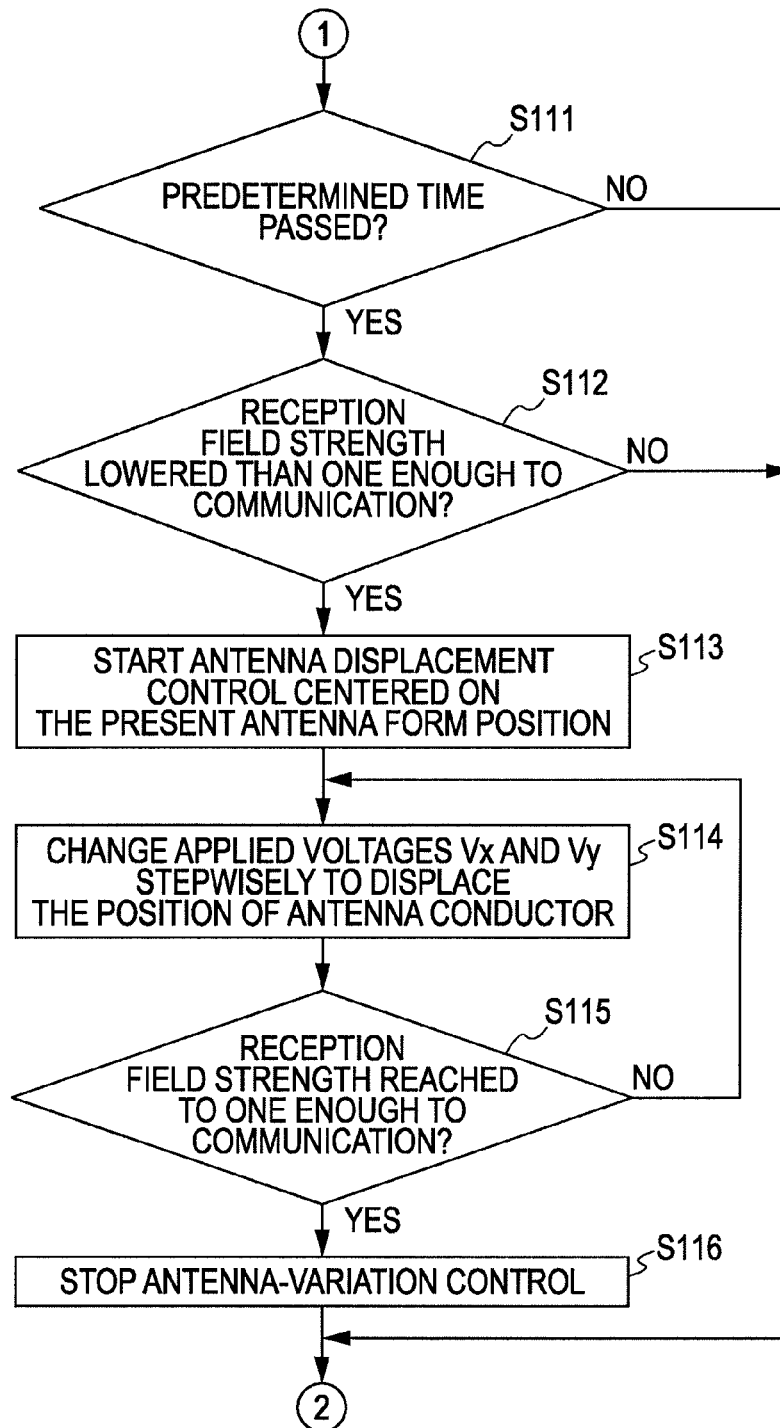 1
S111
PREDETERMINED TIME
PASSED?
NO
YES
S112
RECEPTION
FIELD STRENGTH
LOWERED THAN ONE ENOUGH TO
COMMUNICATION?
NO
YES
S113
START ANTENNA DISPLACEMENT
CONTROL CENTERED ON
THE PRESENT ANTENNA FORM POSITION
S114
CHANGE APPLIED VOLTAGES Vx AND Vy
STEPWISELY TO DISPLACE
THE POSITION OF ANTENNA CONDUCTOR
S115
RECEPTION
FIELD STRENGTH REACHED
TO ONE ENOUGH TO
COMMUNICATION?
NO
YES
S116
STOP ANTENNA-VARIATION CONTROL
2